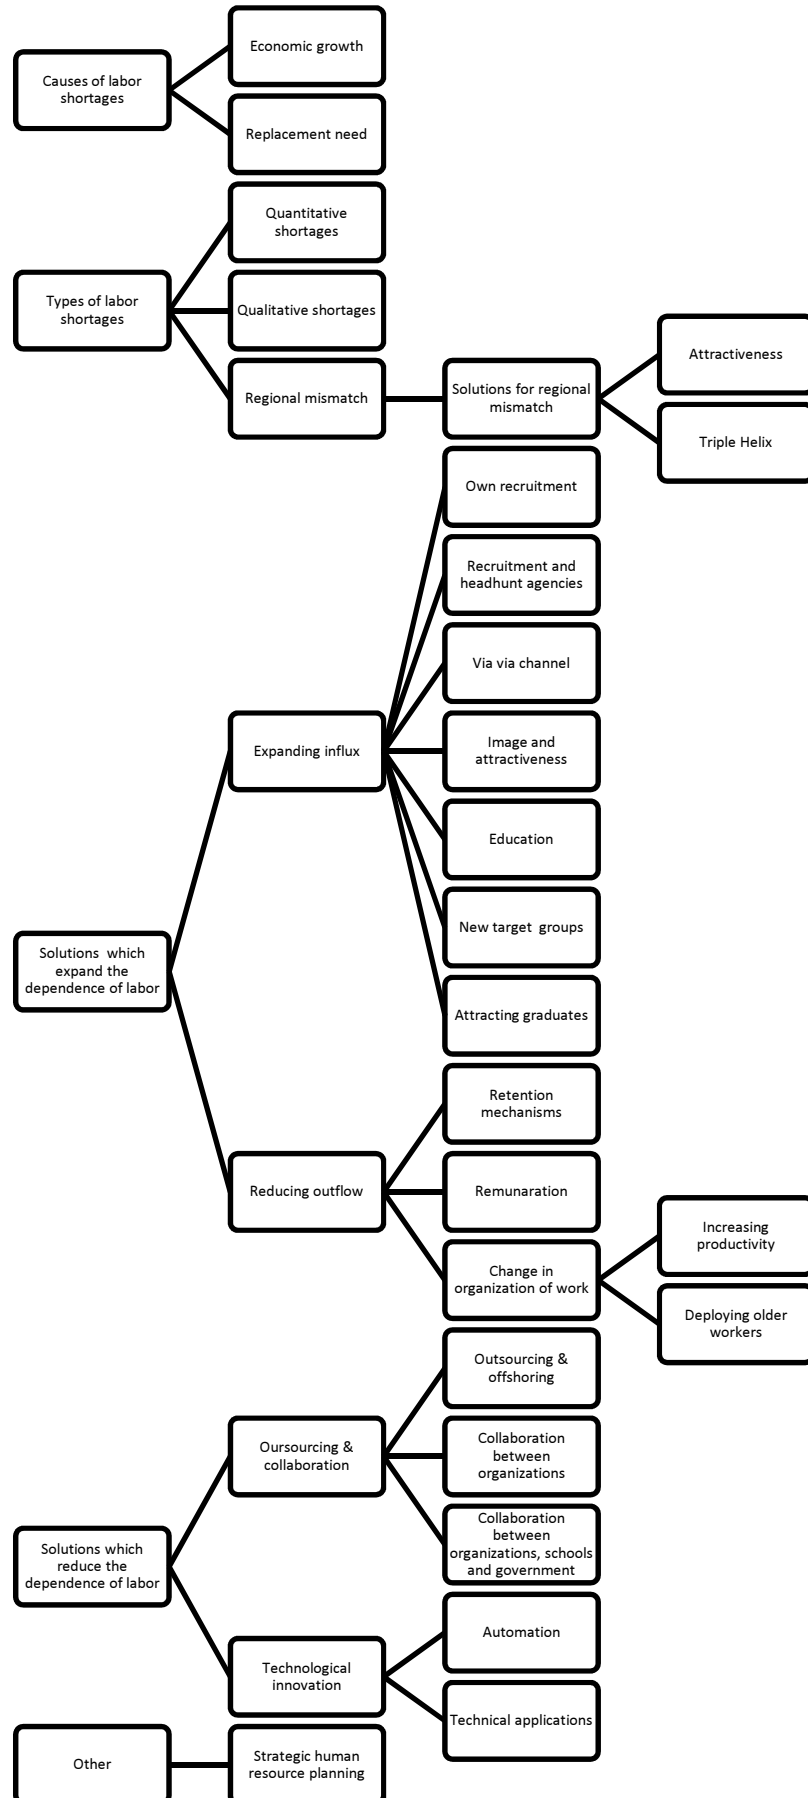 Causes of labor
shortages
Economic growth
Replacement need
Types of labor
shortages
Quantitative
shortages
Qualitative shortages
Regional mismatch
Solutions for regional
mismatch
Attractiveness
Triple Helix
Solutions which
expand the
dependence of labor
Expanding influx
Own recruitment
Recruitment and
headhunt agencies
Via via channel
Image and
attractiveness
Education
New target groups
Attracting graduates
Reducing outflow
Retention
mechanisms
Remunaration
Change in
organization of work
Increasing
productivity
Deploying older
workers
Solutions which
reduce the
dependence of labor
Oursourcing &
collaboration
Outsourcing &
offshoring
Collaboration
between
organizations
Collaboration
between
organizations, schools
and government
Technological
innovation
Automation
Technical applications
Other
Strategic human
resource planning